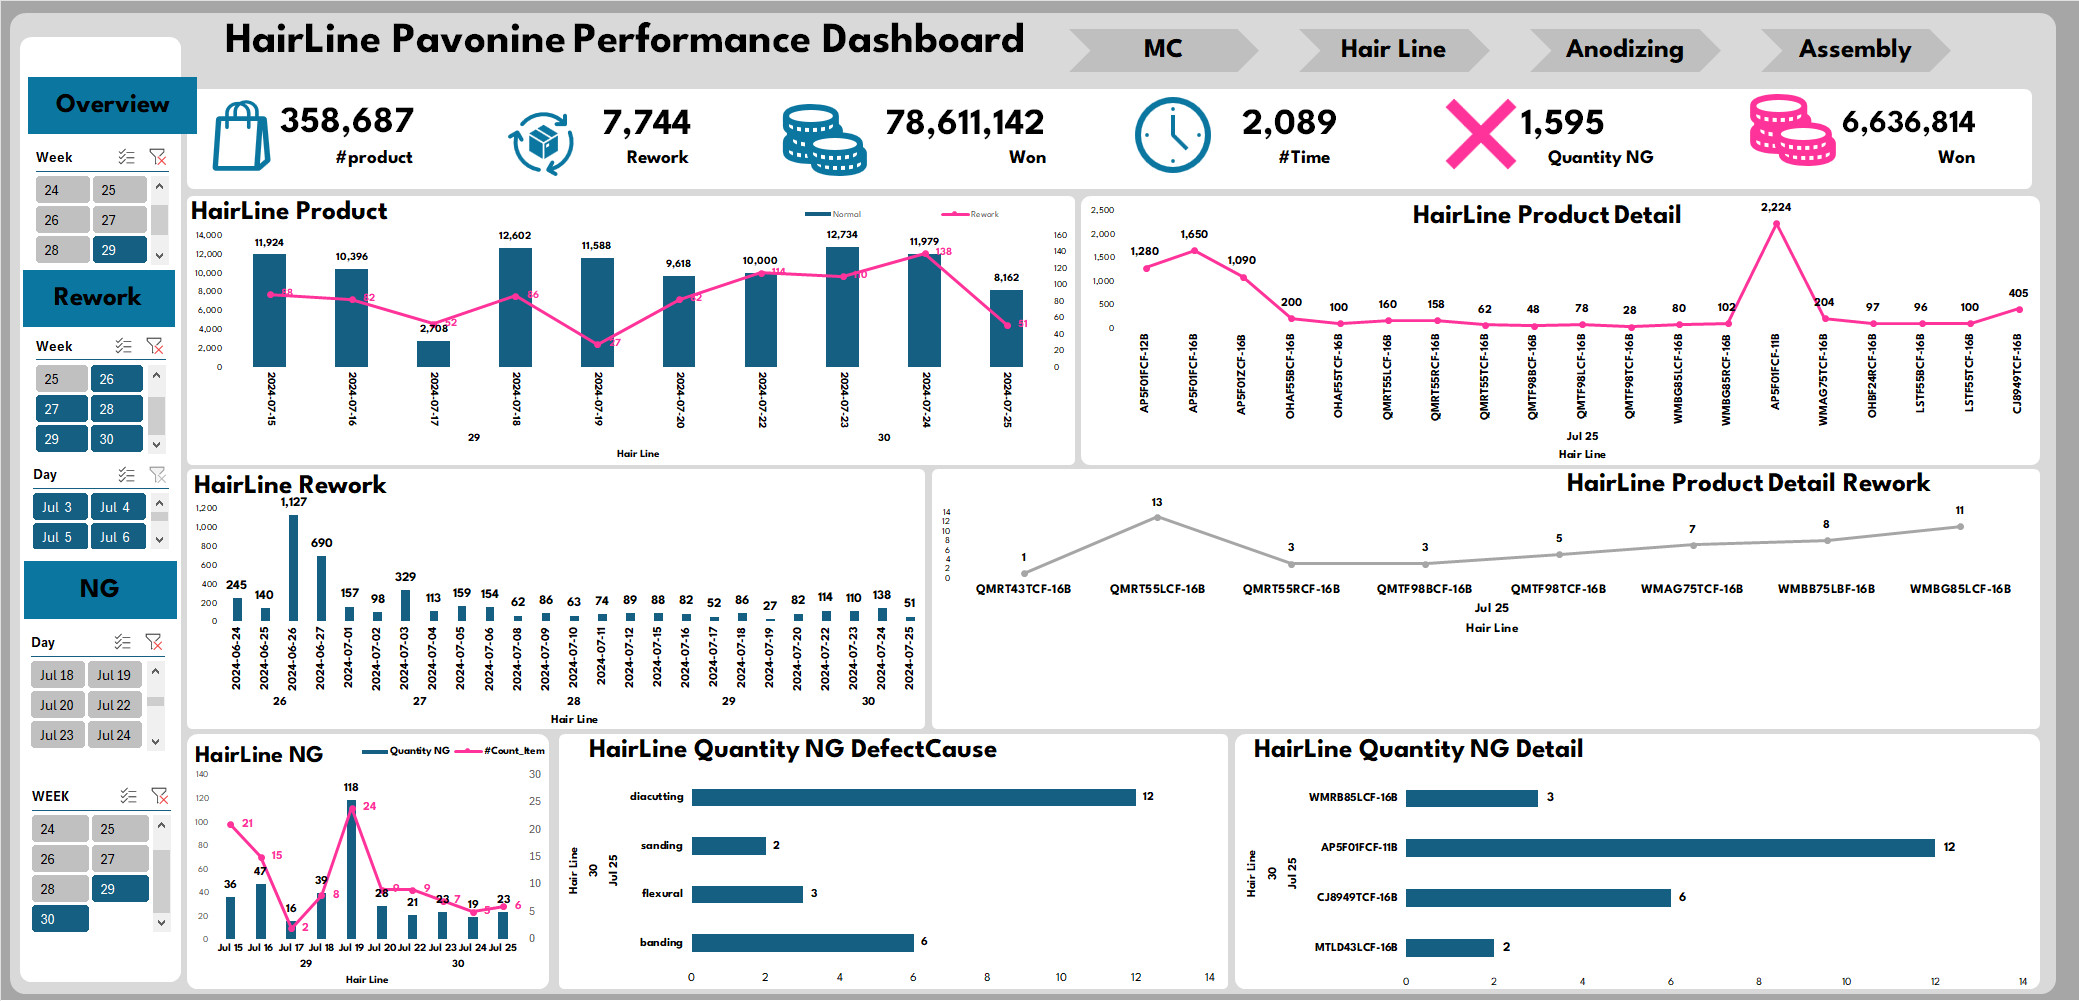 HairLine Pavonine Performance Dashboard
MC
Hair Line
Anodizing
Assembly
Overview
358,687
#product
7,744
Rework
78,611,142
Won
2,089
#Time
1,595
Quantity NG
6,636,814
Won
Week
24 25
26 27
28 29
Rework
Week
25 26
27 28
29 30
Day
Jul 3 Jul 4
Jul 5 Jul 6
NG
Day
Jul 18 Jul 19
Jul 20 Jul 22
Jul 23 Jul 24
WEEK
24 25
26 27
28 29
30
HairLine Product
Normal Rework
14,000
12,000
10,000
8,000
6,000
4,000
2,000
0
11,924 10,396 2,708 12,602 11,588 9,618 10,000 12,734 11,979 8,162
52 86 138 51
160
140
120
100
80
60
40
20
0
2024-07-15 2024-07-16 2024-07-17 2024-07-18 2024-07-19 2024-07-20 2024-07-22 2024-07-23 2024-07-24 2024-07-25
29 30
Hair Line
HairLine Product Detail
2,500
2,000
1,500
1,000
500
0
1,280 1,650 1,090 200 100 160 158 62 48 78 28 80 102 2,224 204 97 96 100 405
AP5F01FCF-12B AP5F01FCF-16B AP5F01ZCF-16B OHAF55BCF-16B OHAF55TCF-16B QMRT55LCF-16B QMRT55RCF-16B QMRT55TCF-16B QMTF98BCF-16B QMTF98LCF-16B QMTF98TCF-16B WMBG85LCF-16B WMBG85RCF-16B AP5F01FCF-11B WMAG75TCF-16B OHBF24RCF-16B LSTF55BCF-16B LSTF55TCF-16B CJ8949TCF-16B
Jul 25
Hair Line
HairLine Rework
1,200
1,000
800
600
400
200
0
245 140 1,127 690 157 98 329 113 159 154 62 86 63 74 89 88 82 52 86 27 82 114 110 138 51
2024-06-24 2024-06-25 2024-06-26 2024-06-27 2024-07-01 2024-07-02 2024-07-03 2024-07-04 2024-07-05 2024-07-06 2024-07-08 2024-07-09 2024-07-10 2024-07-11 2024-07-12 2024-07-15 2024-07-16 2024-07-17 2024-07-18 2024-07-19 2024-07-20 2024-07-22 2024-07-23 2024-07-24 2024-07-25
26 27 28 29 30
Hair Line
HairLine Product Detail Rework
14
12
10
8
6
4
2
0
1 13 3 3 5 7 8 11
QMRT43TCF-16B QMRT55LCF-16B QMRT55RCF-16B QMTF98BCF-16B QMTF98TCF-16B WMAG75TCF-16B WMBB75LBF-16B WMBG85LCF-16B
Jul 25
Hair Line
HairLine NG
Quantity NG #Count_Item
140
120
100
80
60
40
20
0
36 47 16 39 118 28 21 23 19 23
21 15 2 8 24 9 9 7 5 6
30
25
20
15
10
5
0
Jul 15 Jul 16 Jul 17 Jul 18 Jul 19 Jul 20 Jul 22 Jul 23 Jul 24 Jul 25
29 30
Hair Line
HairLine Quantity NG DefectCause
Hair Line
30
Jul 25
diacutting 12
sanding 2
flexural 3
banding 6
0 2 4 6 8 10 12 14
HairLine Quantity NG Detail
Hair Line
30
Jul 25
WMRB85LCF-16B 3
AP5F01FCF-11B 12
CJ8949TCF-16B 6
MTLD43LCF-16B 2
0 2 4 6 8 10 12 14